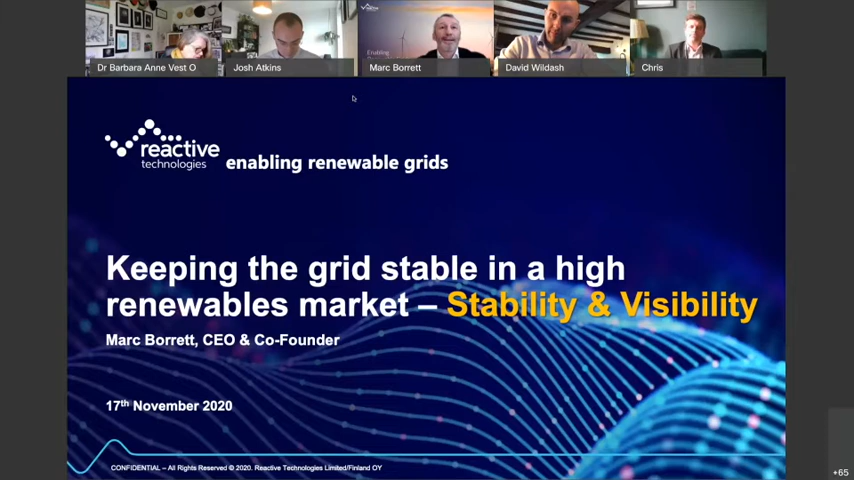 Dr Barbara Anne Vest O
Josh Atkins
Marc Borrett
David Wildash
Chris
reactive
technologies
enabling renewable grids
Keeping the grid stable in a high
renewables market – Stability & Visibility
Marc Borrett, CEO & Co-Founder
17th November 2020
CONFIDENTIAL – All Rights Reserved © 2020. Reactive Technologies Limited/Finland OY
+65